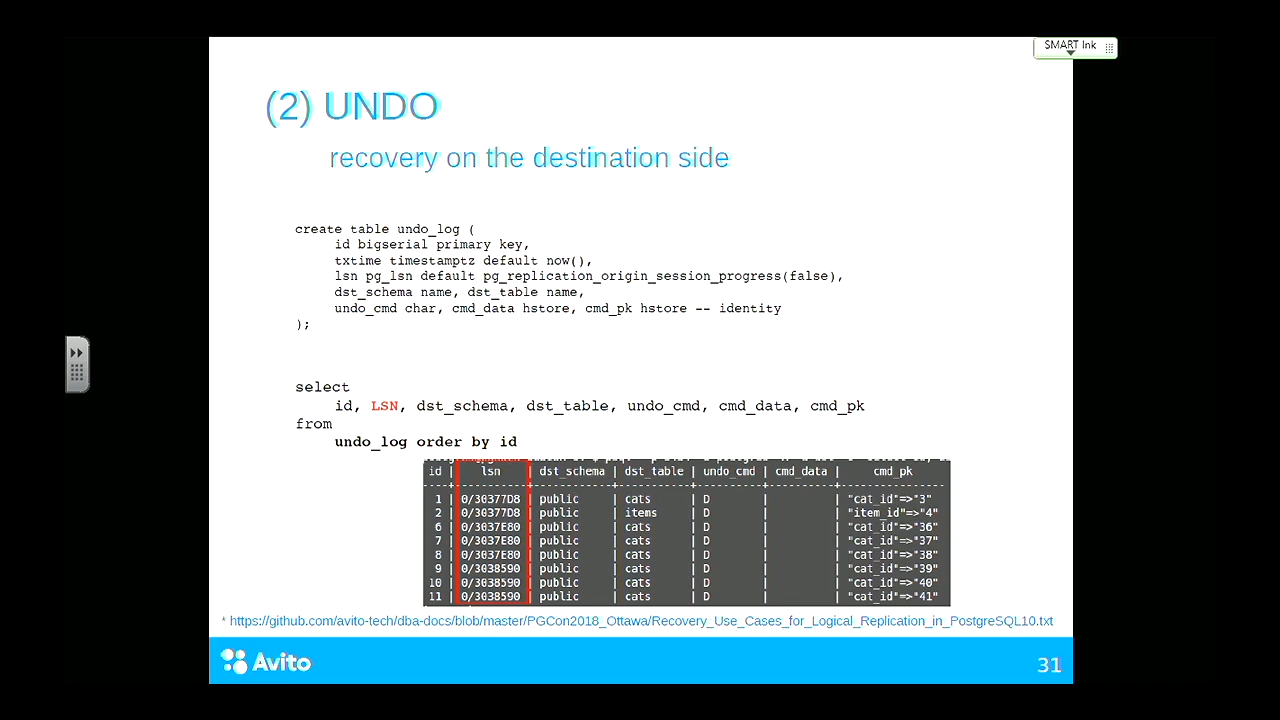 SMART Ink
(2) UNDO
recovery on the destination side
create table undo_log (
id bigserial primary key,
txtime timestamptz default now(),
lsn pg_lsn default pg_replication_origin_session_progress(false),
dst_schema name, dst_table name,
undo_cmd char, cmd_data hstore, cmd_pk hstore -- identity
);
select
id, LSN, dst_schema, dst_table, undo_cmd, cmd_data, cmd_pk
from
undo_log order by id
id | lsn | dst_schema | dst_table | undo_cmd | cmd_data | cmd_pk
1 | 0/30377D8 | public | cats | D | | "cat_id"=>"3"
2 | 0/30377D8 | public | items | D | | "item_id"=>"4"
6 | 0/3037E80 | public | cats | D | | "cat_id"=>"36"
7 | 0/3037E80 | public | cats | D | | "cat_id"=>"37"
8 | 0/3037E80 | public | cats | D | | "cat_id"=>"38"
9 | 0/3038590 | public | cats | D | | "cat_id"=>"39"
10 | 0/3038590 | public | cats | D | | "cat_id"=>"40"
11 | 0/3038590 | public | cats | D | | "cat_id"=>"41"
* https://github.com/avito-tech/dba-docs/blob/master/PGCon2018_Ottawa/Recovery_Use_Cases_for_Logical_Replication_in_PostgreSQL10.txt
Avito
31